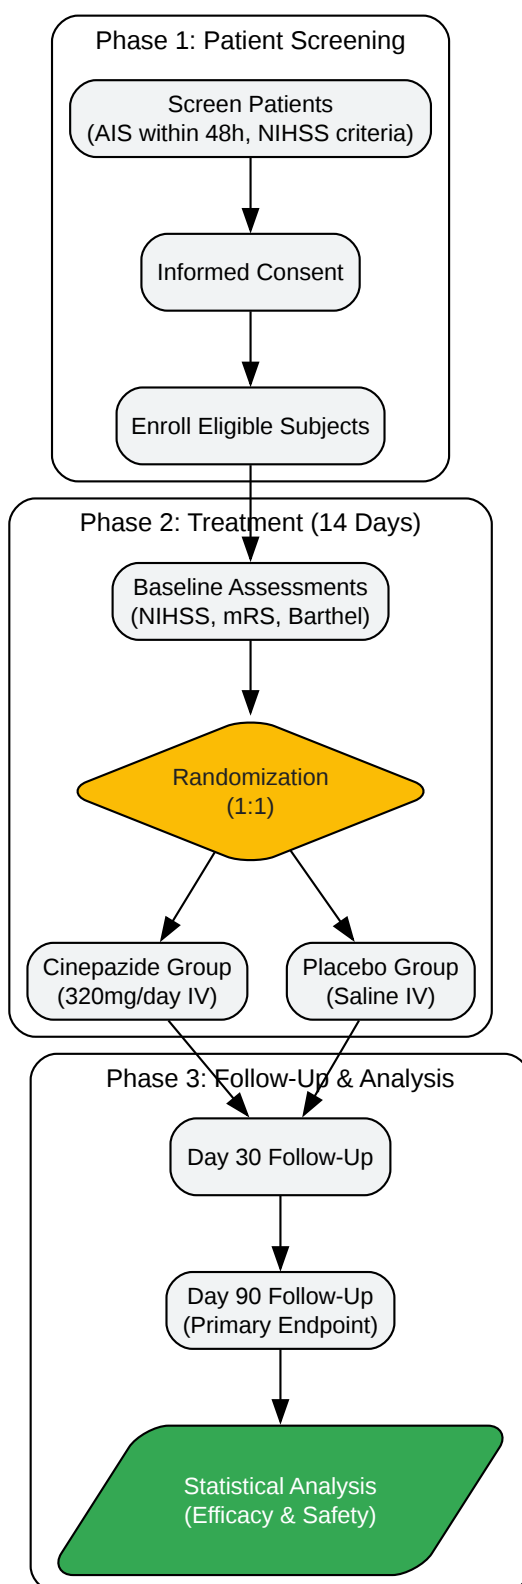 Phase 1: Patient Screening
Screen Patients
(AIS within 48h, NIHSS criteria)
Informed Consent
Enroll Eligible Subjects
Phase 2: Treatment (14 Days)
Baseline Assessments
(NIHSS, mRS, Barthel)
Randomization
(1:1)
Cinepazide Group
(320mg/day IV)
Placebo Group
(Saline IV)
Phase 3: Follow-Up & Analysis
Day 30 Follow-Up
Day 90 Follow-Up
(Primary Endpoint)
Statistical Analysis
(Efficacy & Safety)